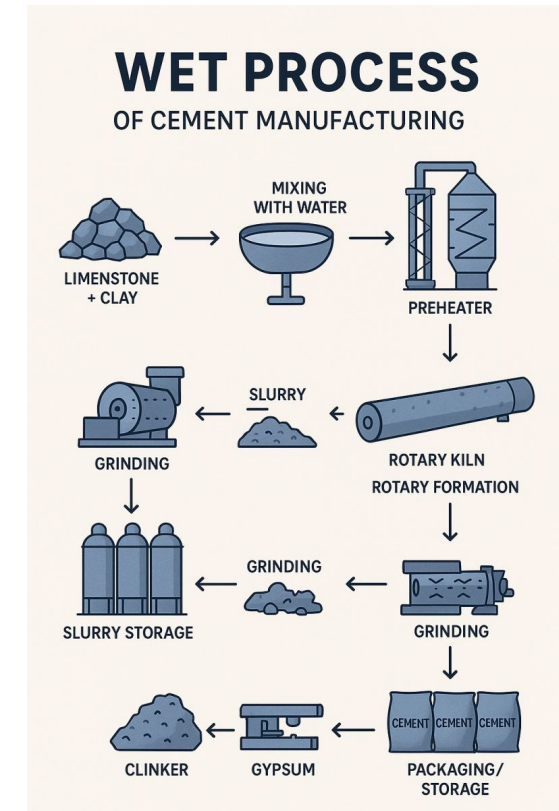 WET PROCESS
OF CEMENT MANUFACTURING
MIXING
WITH WATER
LIMENSTONE
+ CLAY
PREHEATER
SLURRY
GRINDING
ROTARY KILN
ROTARY FORMATION
GRINDING
SLURRY STORAGE
GRINDING
CEMENT
CEMENT
CEMENT
CLINKER
GYPSUM
PACKAGING/
STORAGE